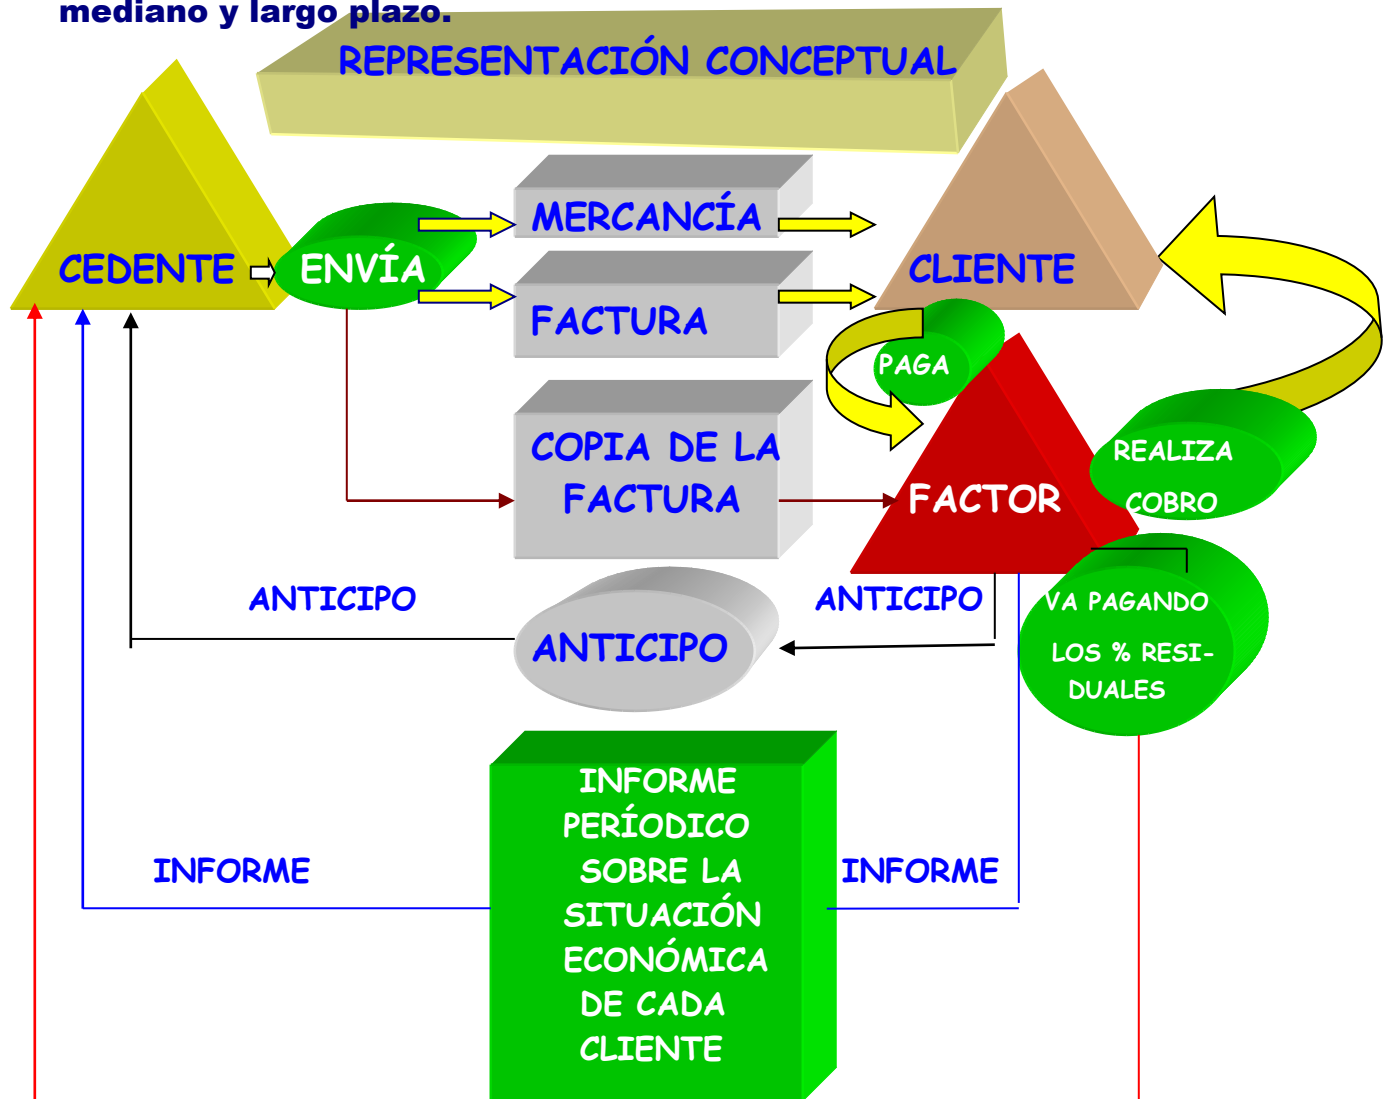 mediano y largo plazo.
REPRESENTACIÓN CONCEPTUAL
MERCANCÍA
CEDENTE
ENVÍA
CLIENTE
FACTURA
PAGA
COPIA DE LA
FACTURA
REALIZA
COBRO
FACTOR
ANTICIPO
ANTICIPO
ANTICIPO
VA PAGANDO
LOS % RESI-
DUALES
INFORME
PERÍODICO
SOBRE LA
SITUACIÓN
ECONÓMICA
DE CADA
CLIENTE
INFORME
INFORME